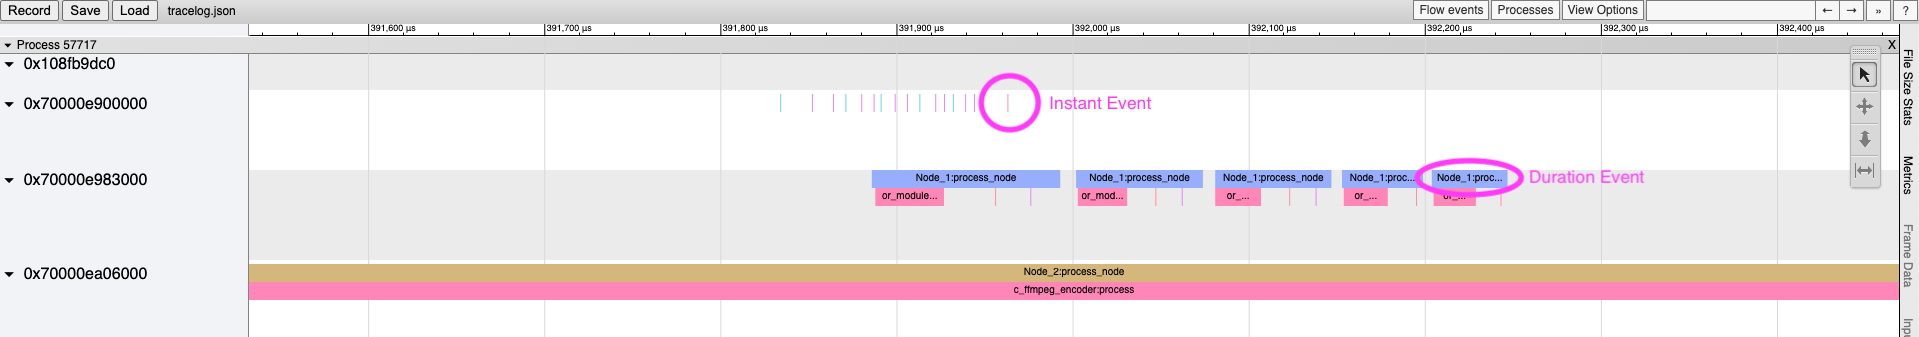 Record Save Load tracelog.json Flow events Processes View Options ← → » ?
391,600 µs 391,700 µs 391,800 µs 391,900 µs 392,000 µs 392,100 µs 392,200 µs 392,300 µs 392,400 µs
Process 57717 X
0x108fb9dc0
0x70000e900000 Instant Event
0x70000e983000 Node_1:process_node Node_1:process_node Node_1:process_node Node_1:proc... Node_1:proc... Duration Event
or_module... or_mod... or_... or_... or_...
0x70000ea06000 Node_2:process_node
c_ffmpeg_encoder:process
File Size Stats
Metrics
Frame Data